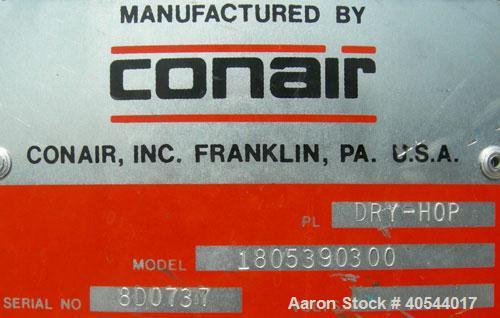 MANUFACTURED BY
conair
CONAIR, INC. FRANKLIN, PA. U.S.A.
PL DRY-HOP
MODEL 1805390300
SERIAL NO 8D0737
Aaron Stock # 40544017